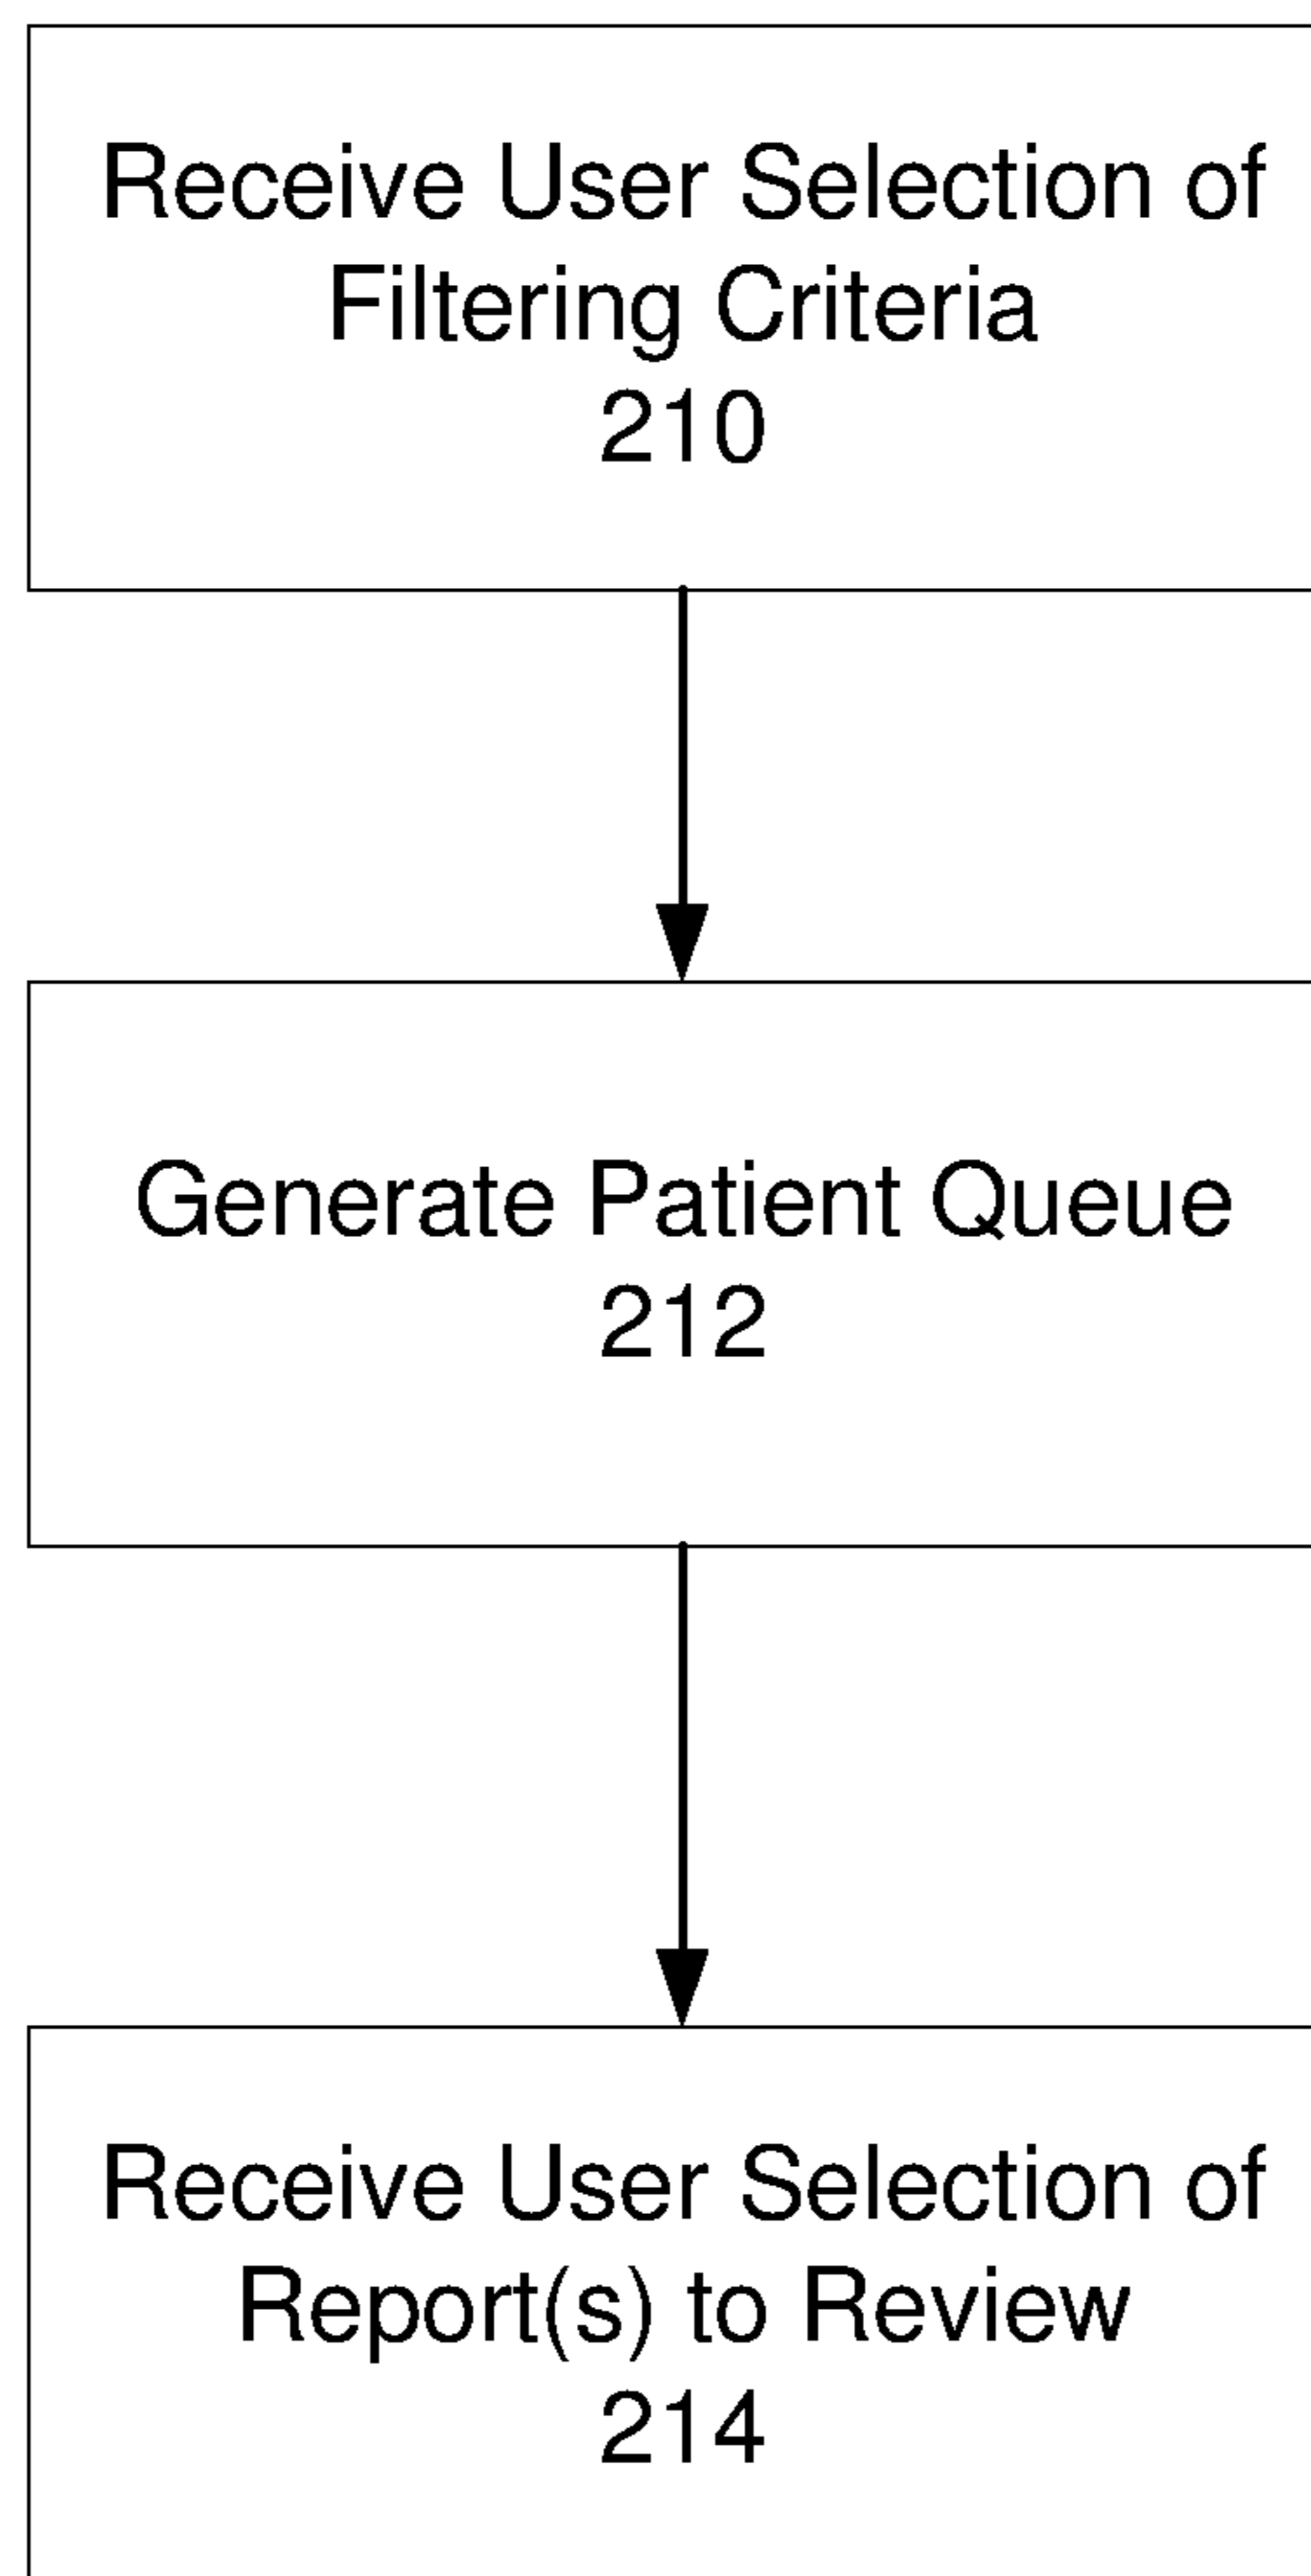 Receive User Selection of
Filtering Criteria
210
Generate Patient Queue
212
Receive User Selection of
Report(s) to Review
214